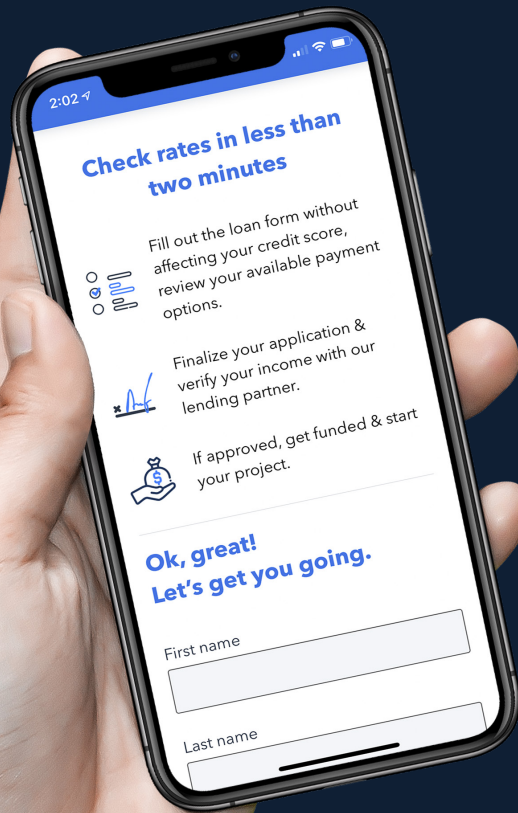 2:02
Check rates in less than
two minutes
Fill out the loan form without
affecting your credit score,
review your available payment
options.
Finalize your application &
verify your income with our
lending partner.
If approved, get funded & start
your project.
Ok, great!
Let's get you going.
First name
Last name